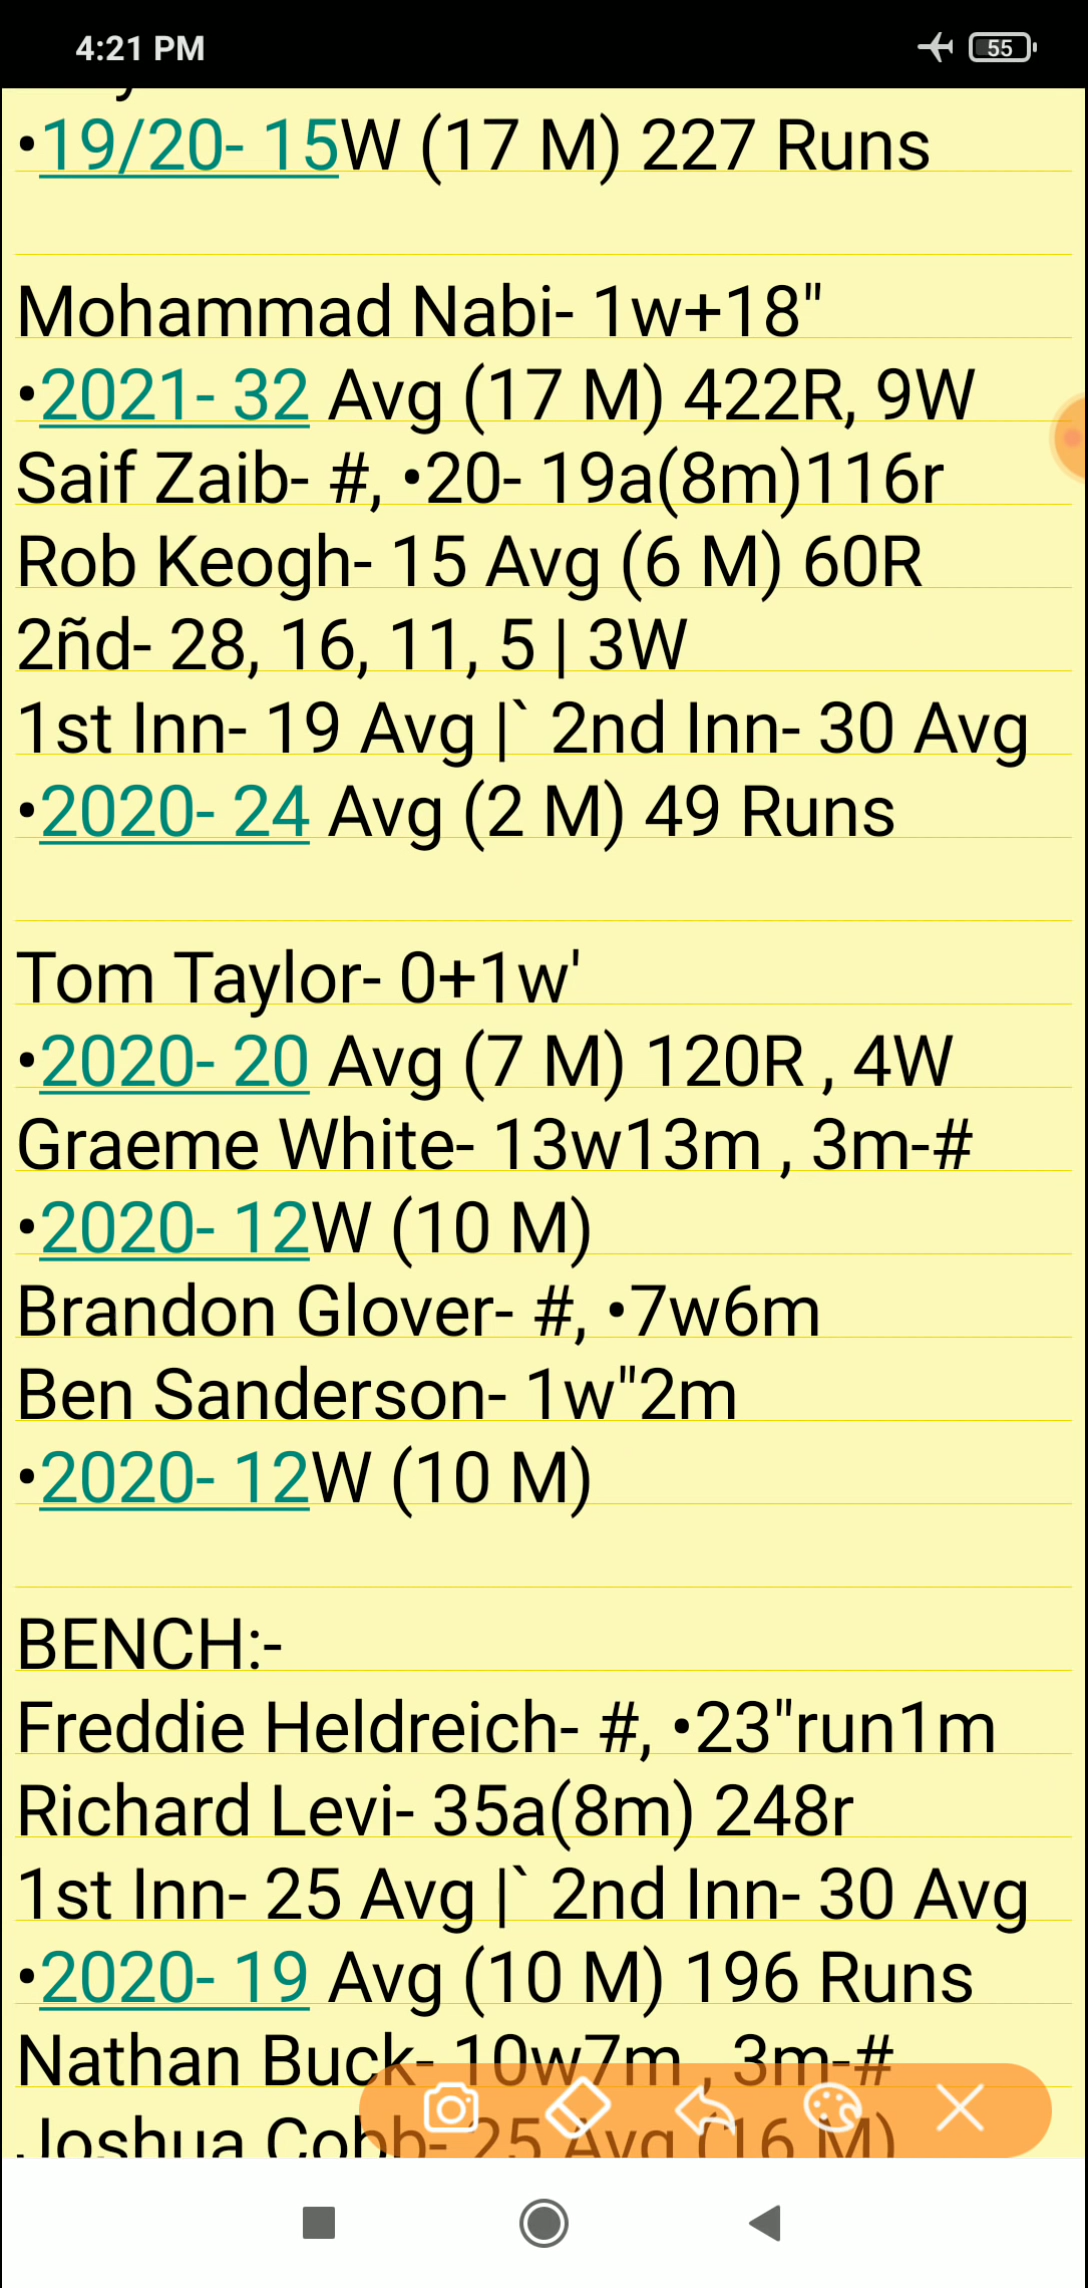 4:21 PM
55
•19/20- 15W (17 M) 227 Runs
Mohammad Nabi- 1w+18"
•2021- 32 Avg (17 M) 422R, 9W
Saif Zaib- #, •20- 19a(8m)116r
Rob Keogh- 15 Avg (6 M) 60R
2ñd- 28, 16, 11, 5 | 3W
1st Inn- 19 Avg |` 2nd Inn- 30 Avg
•2020- 24 Avg (2 M) 49 Runs
Tom Taylor- 0+1w'
•2020- 20 Avg (7 M) 120R , 4W
Graeme White- 13w13m , 3m-#
•2020- 12W (10 M)
Brandon Glover- #, •7w6m
Ben Sanderson- 1w"2m
•2020- 12W (10 M)
BENCH:-
Freddie Heldreich- #, •23"run1m
Richard Levi- 35a(8m) 248r
1st Inn- 25 Avg |` 2nd Inn- 30 Avg
•2020- 19 Avg (10 M) 196 Runs
Nathan Buck- 10w7m , 3m-#
Joshua Cobb- 25 Avg (16 M)